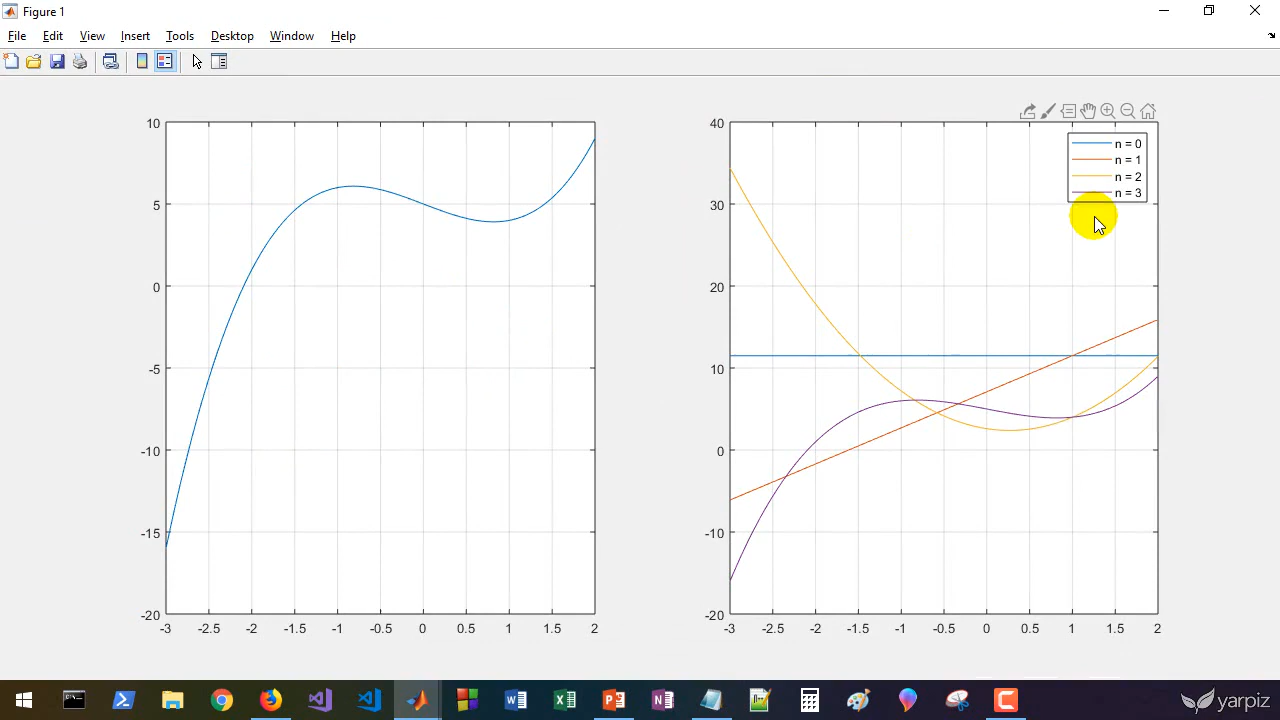 Figure 1
File Edit View Insert Tools Desktop Window Help
10
5
0
-5
-10
-15
-20
-3 -2.5 -2 -1.5 -1 -0.5 0 0.5 1 1.5 2
40
30
20
10
0
-10
-20
-3 -2.5 -2 -1.5 -1 -0.5 0 0.5 1 1.5 2
n = 0
n = 1
n = 2
n = 3
yarpiz